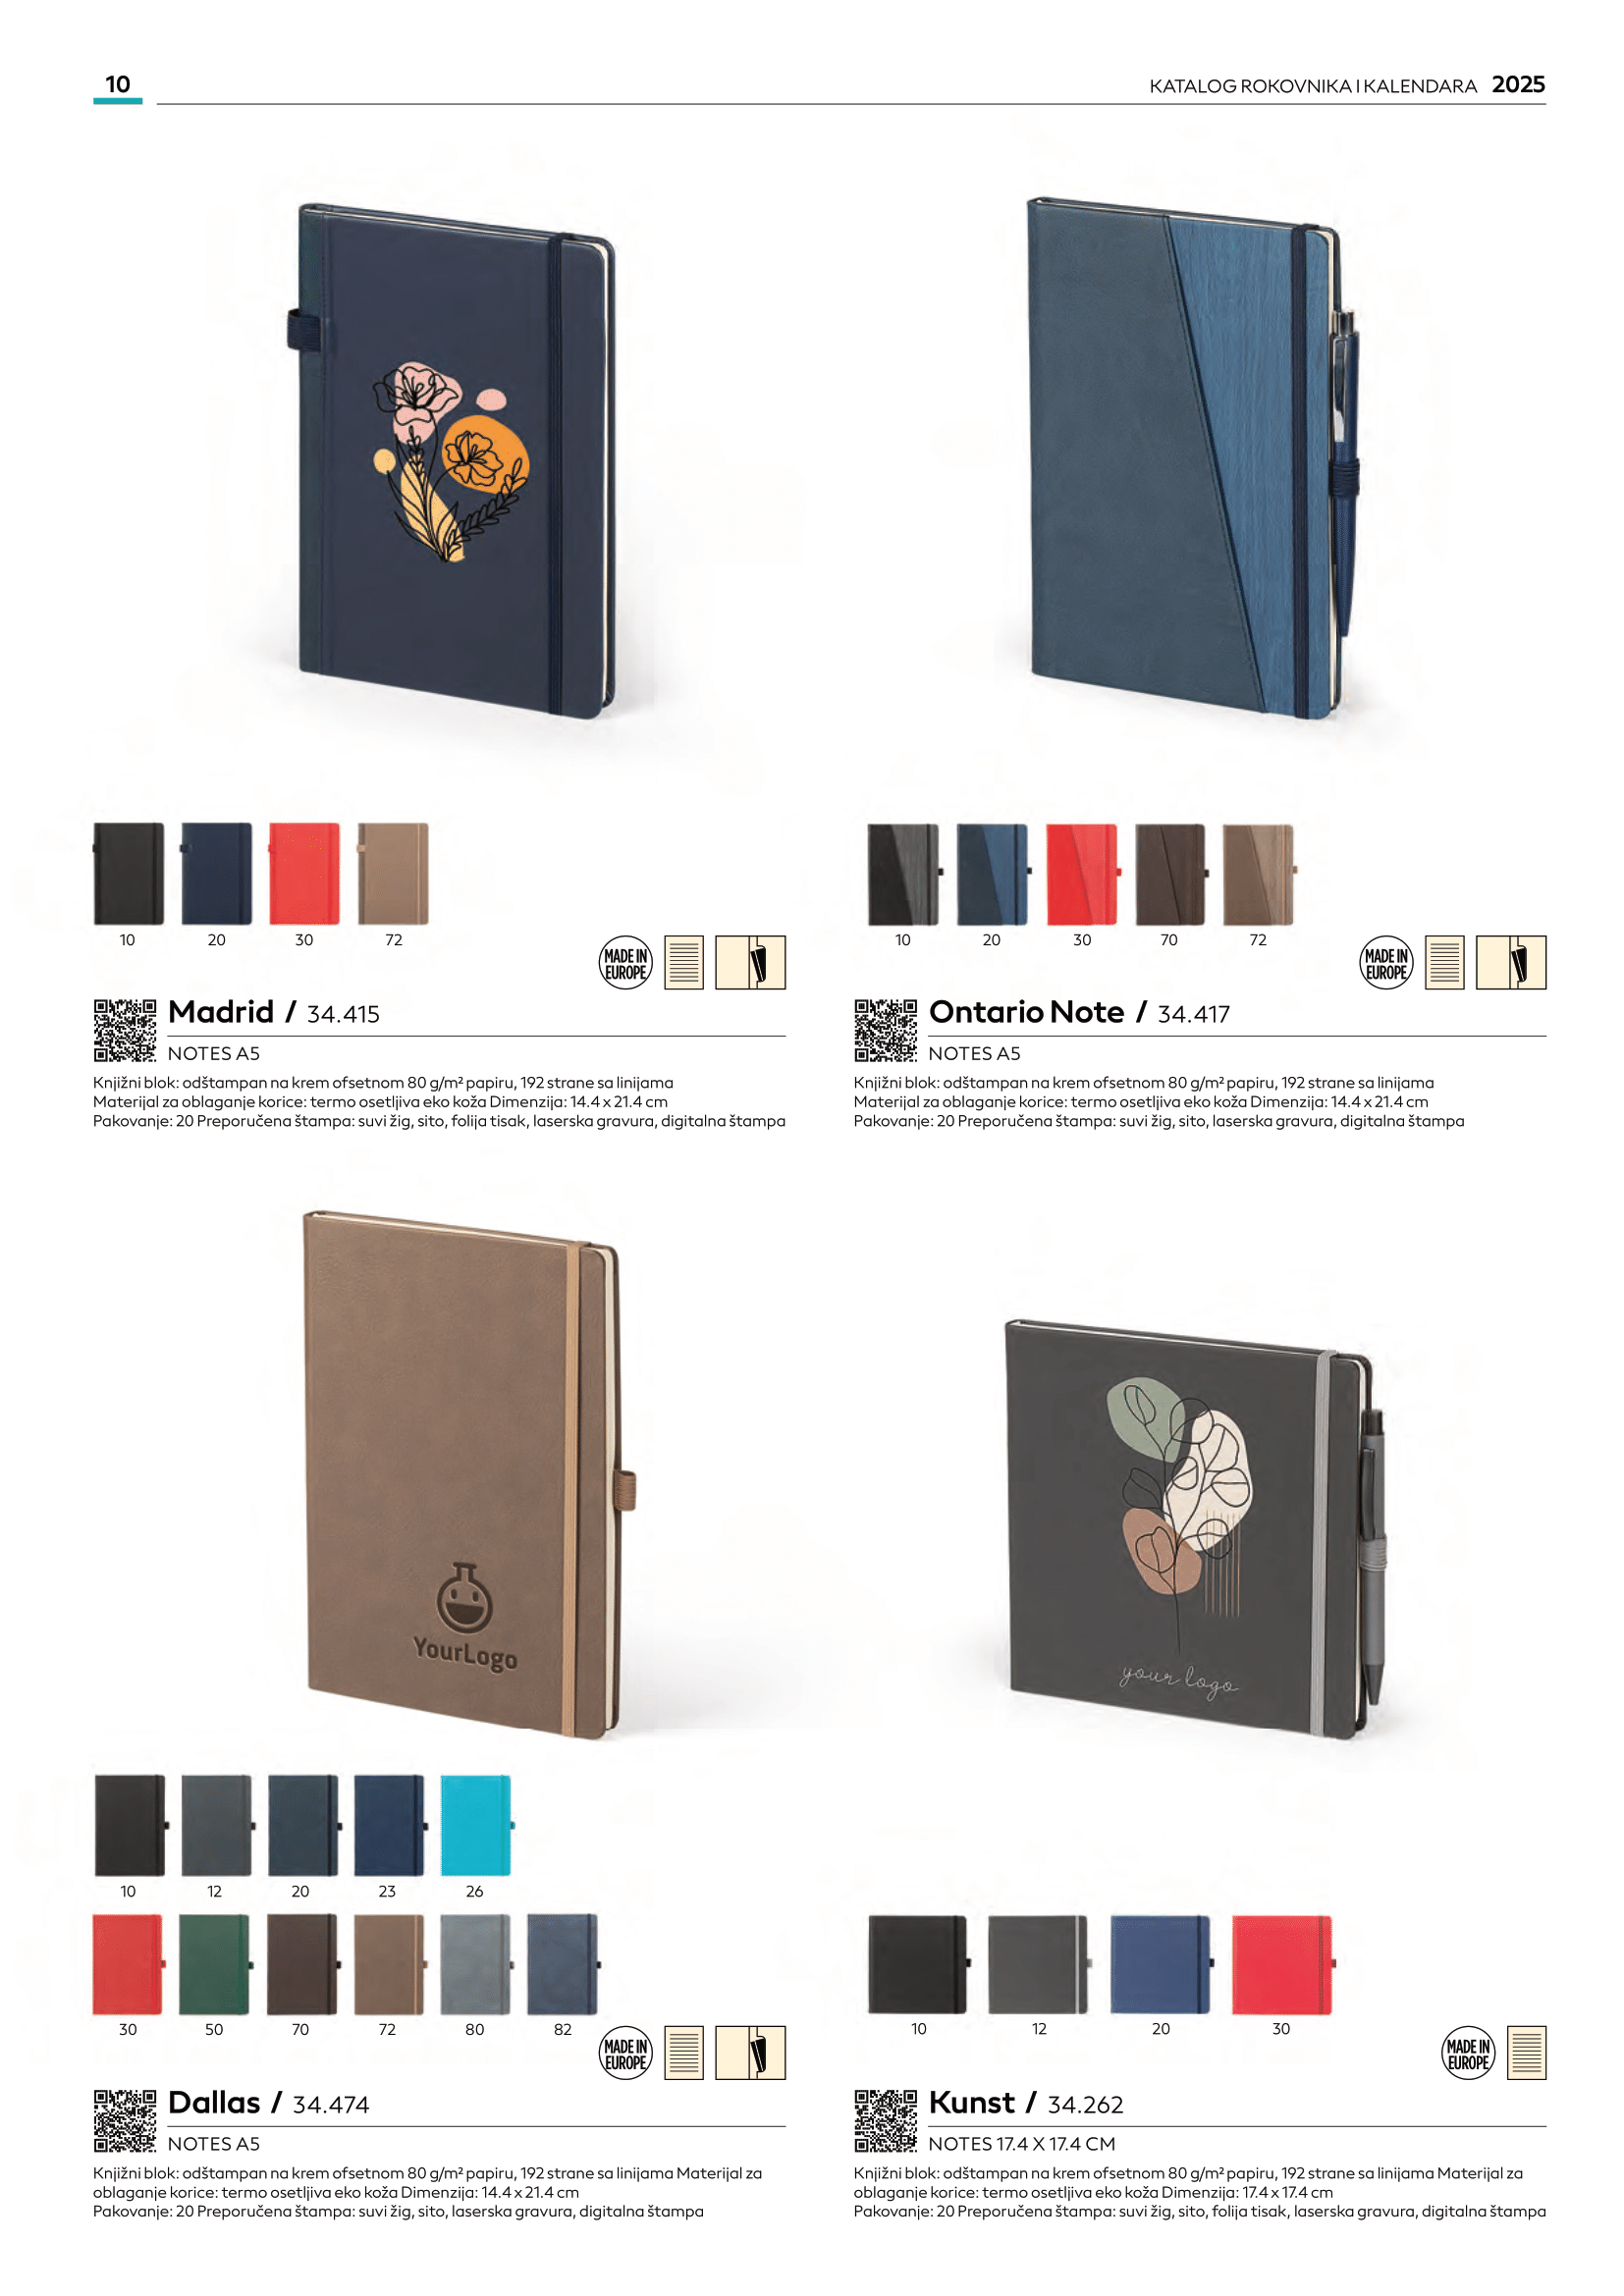 10
KATALOG ROKOVNIKA I KALENDARA 2025
10 20 30 72
MADE IN
EUROPE
Madrid / 34.415
NOTES A5
Knjižni blok: odštampan na krem ofsetnom 80 g/m² papiru, 192 strane sa linijama
Materijal za oblaganje korice: termo osetljiva eko koža Dimenzija: 14.4 x 21.4 cm
Pakovanje: 20 Preporučena štampa: suvi žig, sito, folija tisak, laserska gravura, digitalna štampa
10 20 30 70 72
MADE IN
EUROPE
Ontario Note / 34.417
NOTES A5
Knjižni blok: odštampan na krem ofsetnom 80 g/m² papiru, 192 strane sa linijama
Materijal za oblaganje korice: termo osetljiva eko koža Dimenzija: 14.4 x 21.4 cm
Pakovanje: 20 Preporučena štampa: suvi žig, sito, laserska gravura, digitalna štampa
YourLogo
10 12 20 23 26
30 50 70 72 80 82
MADE IN
EUROPE
Dallas / 34.474
NOTES A5
Knjižni blok: odštampan na krem ofsetnom 80 g/m² papiru, 192 strane sa linijama Materijal za
oblaganje korice: termo osetljiva eko koža Dimenzija: 14.4 x 21.4 cm
Pakovanje: 20 Preporučena štampa: suvi žig, sito, laserska gravura, digitalna štampa
your logo
10 12 20 30
MADE IN
EUROPE
Kunst / 34.262
NOTES 17.4 X 17.4 CM
Knjižni blok: odštampan na krem ofsetnom 80 g/m² papiru, 192 strane sa linijama Materijal za
oblaganje korice: termo osetljiva eko koža Dimenzija: 17.4 x 17.4 cm
Pakovanje: 20 Preporučena štampa: suvi žig, sito, folija tisak, laserska gravura, digitalna štampa